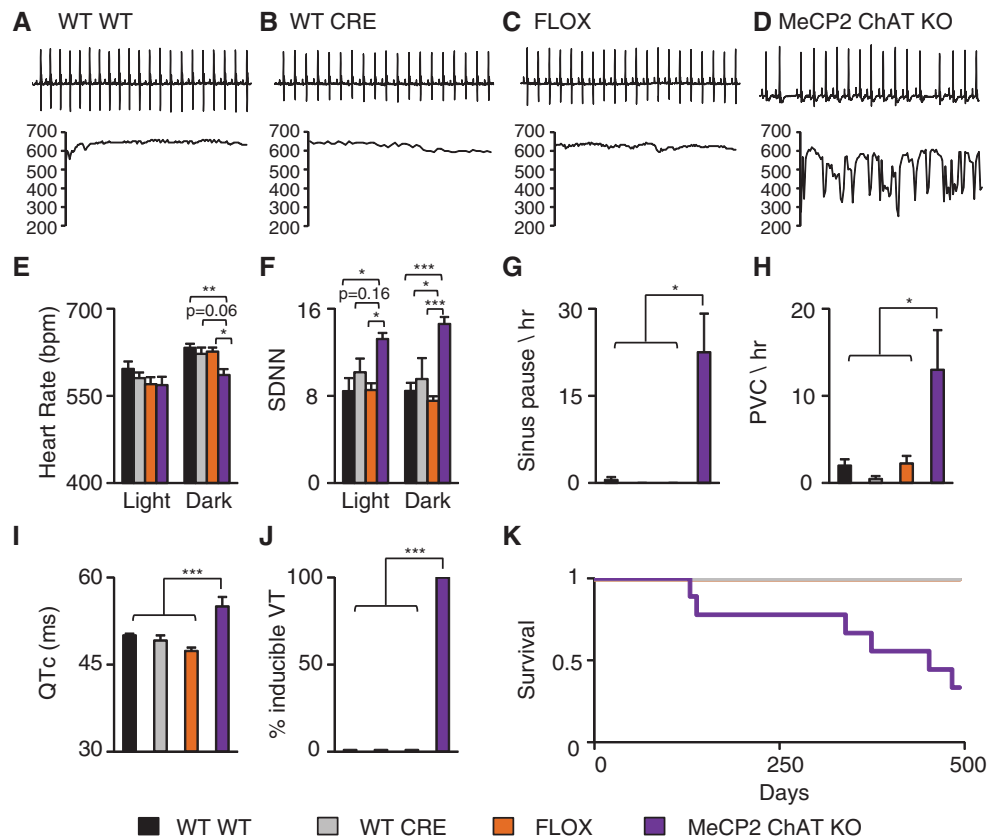 A WT WT
B WT CRE
C FLOX
D MeCP2 ChAT KO
700
600
500
400
300
200
700
600
500
400
300
200
700
600
500
400
300
200
700
600
500
400
300
200
E
Heart Rate (bpm)
700
550
400
**
p=0.06
*
Light Dark
F
SDNN
16
8
0
*
p=0.16
*
***
*
***
Light Dark
G
Sinus pause \ hr
30
15
0
*
H
PVC \ hr
20
10
0
*
I
QTc (ms)
60
45
30
***
J
% inducible VT
100
50
0
***
K
Survival
1
0.5
0
0 250 500
Days
WT WT WT CRE FLOX MeCP2 ChAT KO